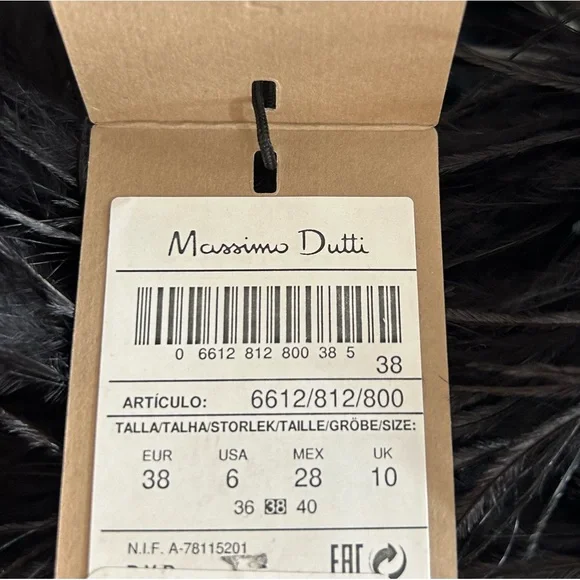 Massimo Dutti
0 6612 812 800 38 5
38
ARTÍCULO: 6612/812/800
TALLA/TALHA/STORLEK/TAILLE/GRÖBE/SIZE:
EUR USA MEX UK
38 6 28 10
36 38 40
N.I.F. A-78115201
EAC